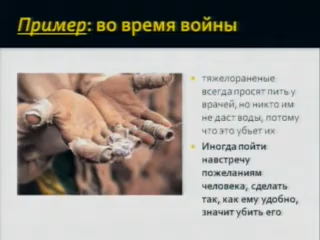 Пример: во время войны
тяжелораненые
всегда просят пить у
врачей, но никто им
не даст воды, потому
что это убьет их
Иногда пойти
навстречу
пожеланиям
человека, сделать
так, как ему удобно,
значит убить его